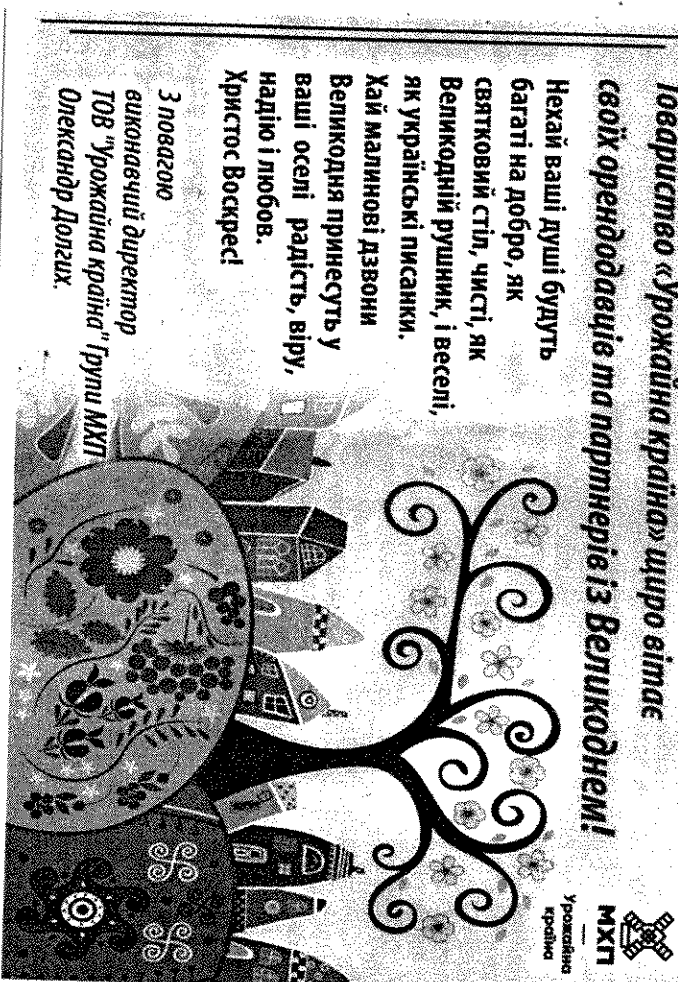 Товариство «Урожайна країна» щиро вітає
своїх орендодавців та партнерів із Великоднем!
МХП
Урожайна
країна
Нехай ваші душі будуть
багаті на добро, як
святковий стіл, чисті, як
Великодній рушник, і веселі,
як українські писанки.
Хай малинові дзвони
Великодня принесуть у
ваші оселі радість, віру,
надію і любов.
Христос Воскрес!
З повагою
виконавчий директор
ТОВ "Урожайна країна" Групи МХП
Олександр Долгих.